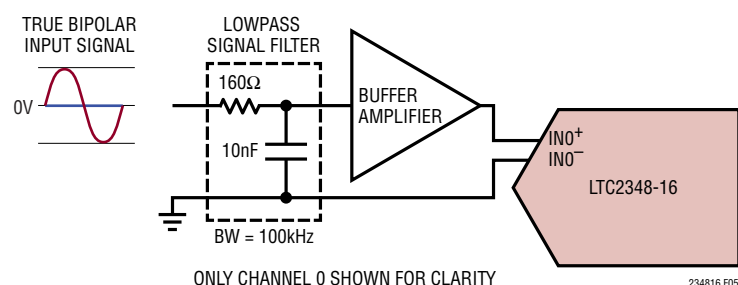 TRUE BIPOLAR
INPUT SIGNAL
0V
LOWPASS
SIGNAL FILTER
160Ω
10nF
BW = 100kHz
BUFFER
AMPLIFIER
IN0+
IN0–
LTC2348-16
ONLY CHANNEL 0 SHOWN FOR CLARITY
234816 F05